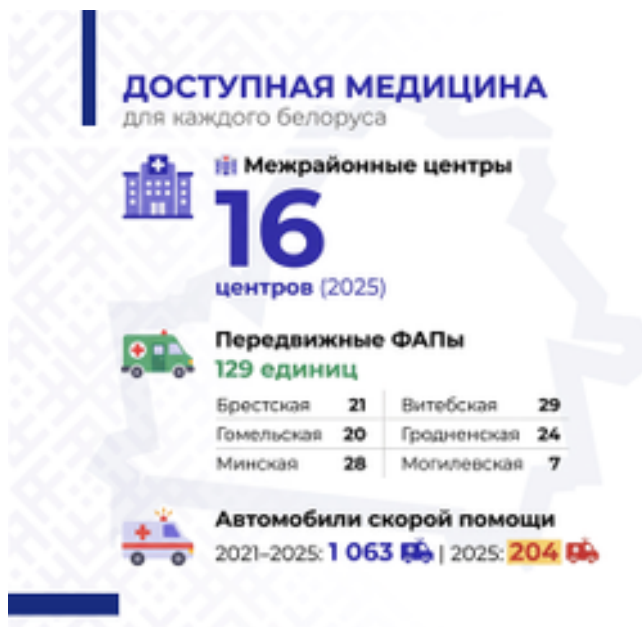 ДОСТУПНАЯ МЕДИЦИНА
для каждого белоруса
Межрайонные центры
16
центров (2025)
Передвижные ФАПы
129 единиц
Брестская 21 Витебская 29
Гомельская 20 Гродненская 24
Минская 28 Могилевская 7
Автомобили скорой помощи
2021–2025: 1 063 | 2025: 204